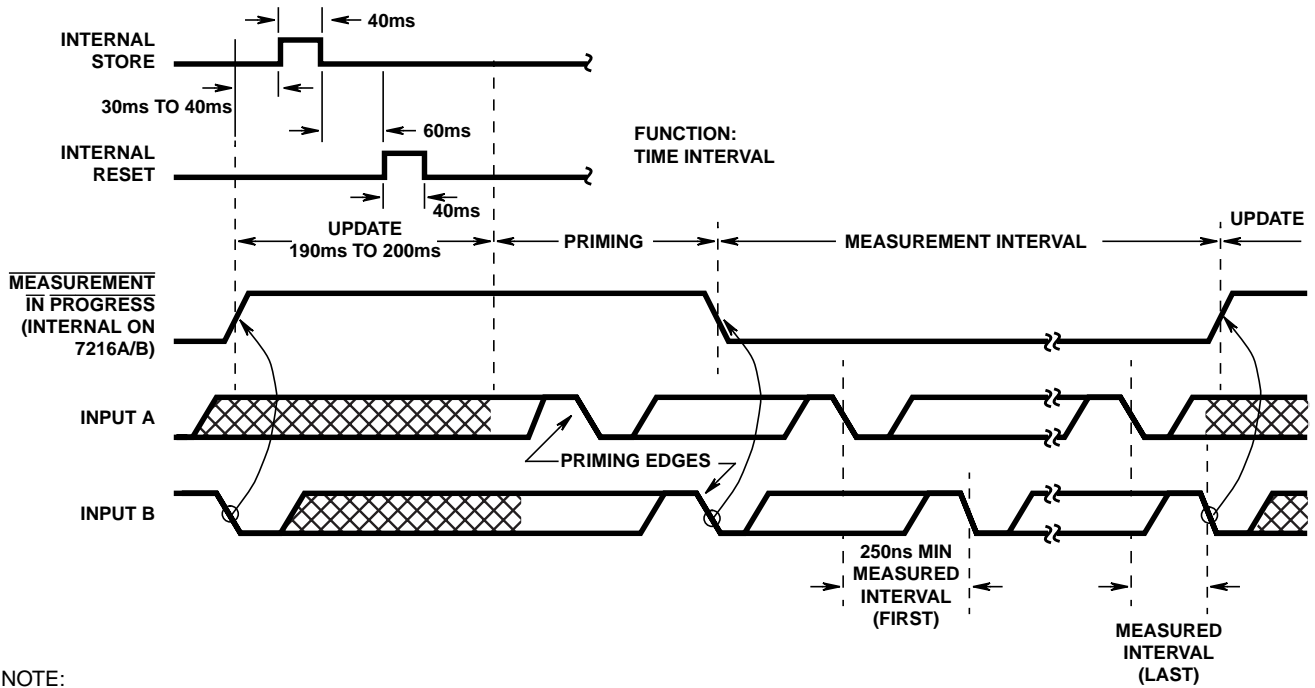 40ms
INTERNAL
STORE
30ms TO 40ms
60ms
FUNCTION:
TIME INTERVAL
INTERNAL
RESET
40ms
UPDATE
190ms TO 200ms
PRIMING
MEASUREMENT INTERVAL
UPDATE
MEASUREMENT
IN PROGRESS
(INTERNAL ON
7216A/B)
INPUT A
PRIMING EDGES
INPUT B
250ns MIN
MEASURED
INTERVAL
(FIRST)
MEASURED
INTERVAL
(LAST)
NOTE: